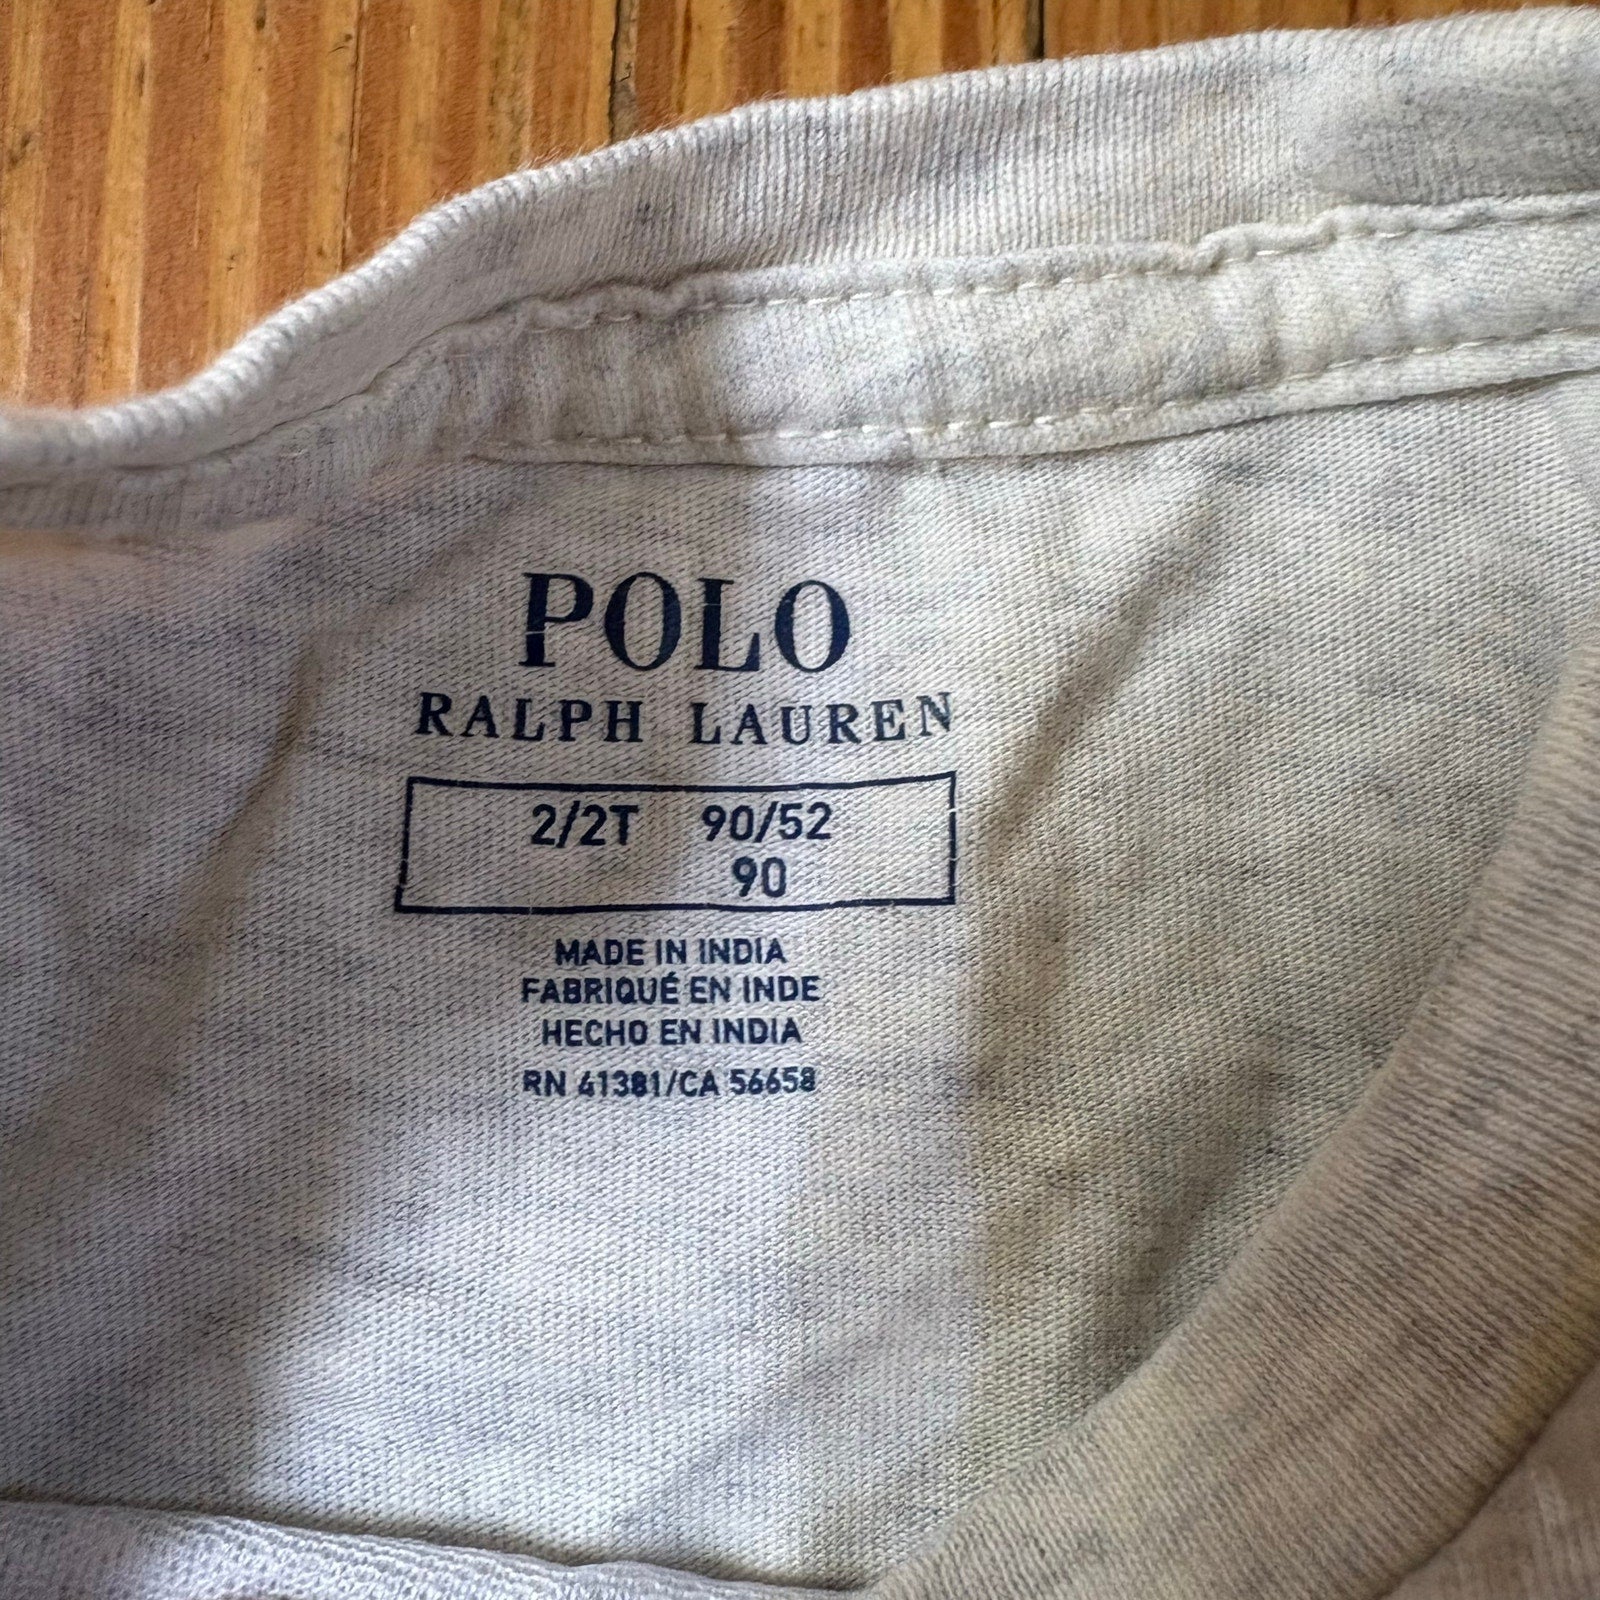 POLO
RALPH LAUREN
2/2T 90/52
90
MADE IN INDIA
FABRIQUÉ EN INDE
HECHO EN INDIA
RN 41381/CA 56658